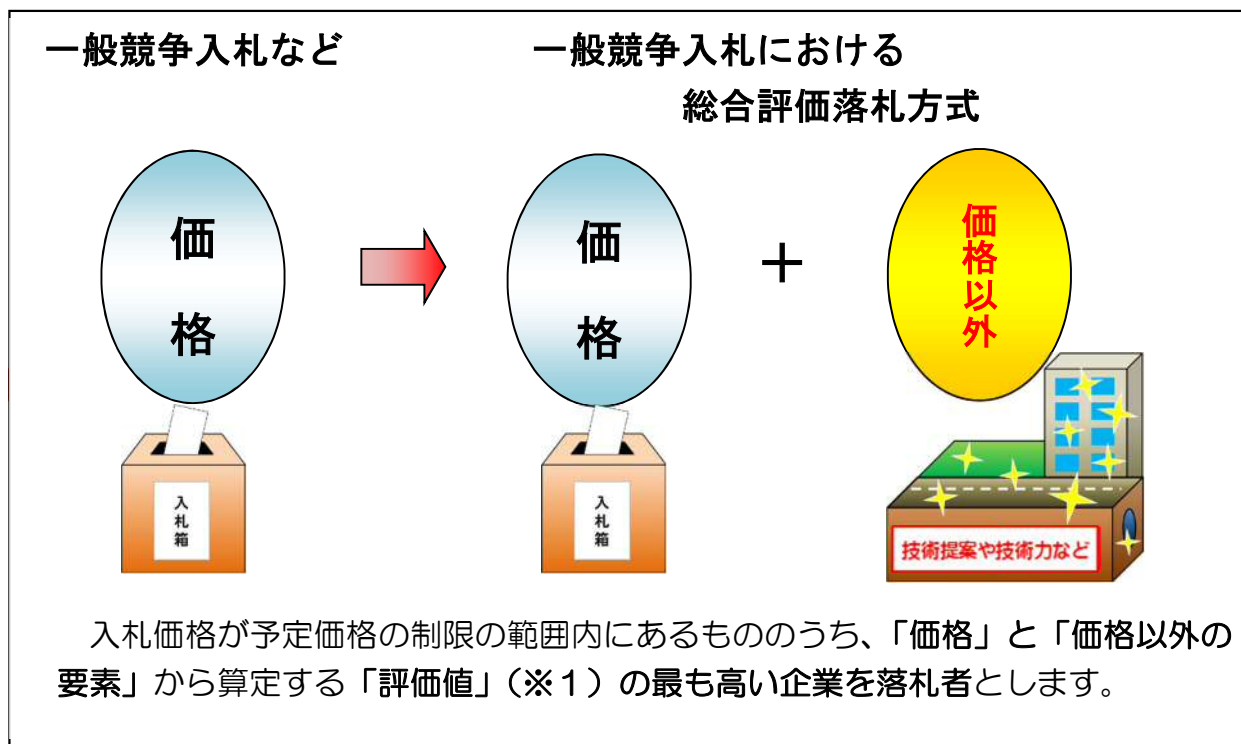 一般競争入札など
一般競争入札における
総合評価落札方式
価格
価格
＋
価格以外
入札箱
入札箱
技術提案や技術力など
入札価格が予定価格の制限の範囲内にあるもののうち、「価格」と「価格以外の
要素」から算定する「評価値」（※１）の最も高い企業を落札者とします。